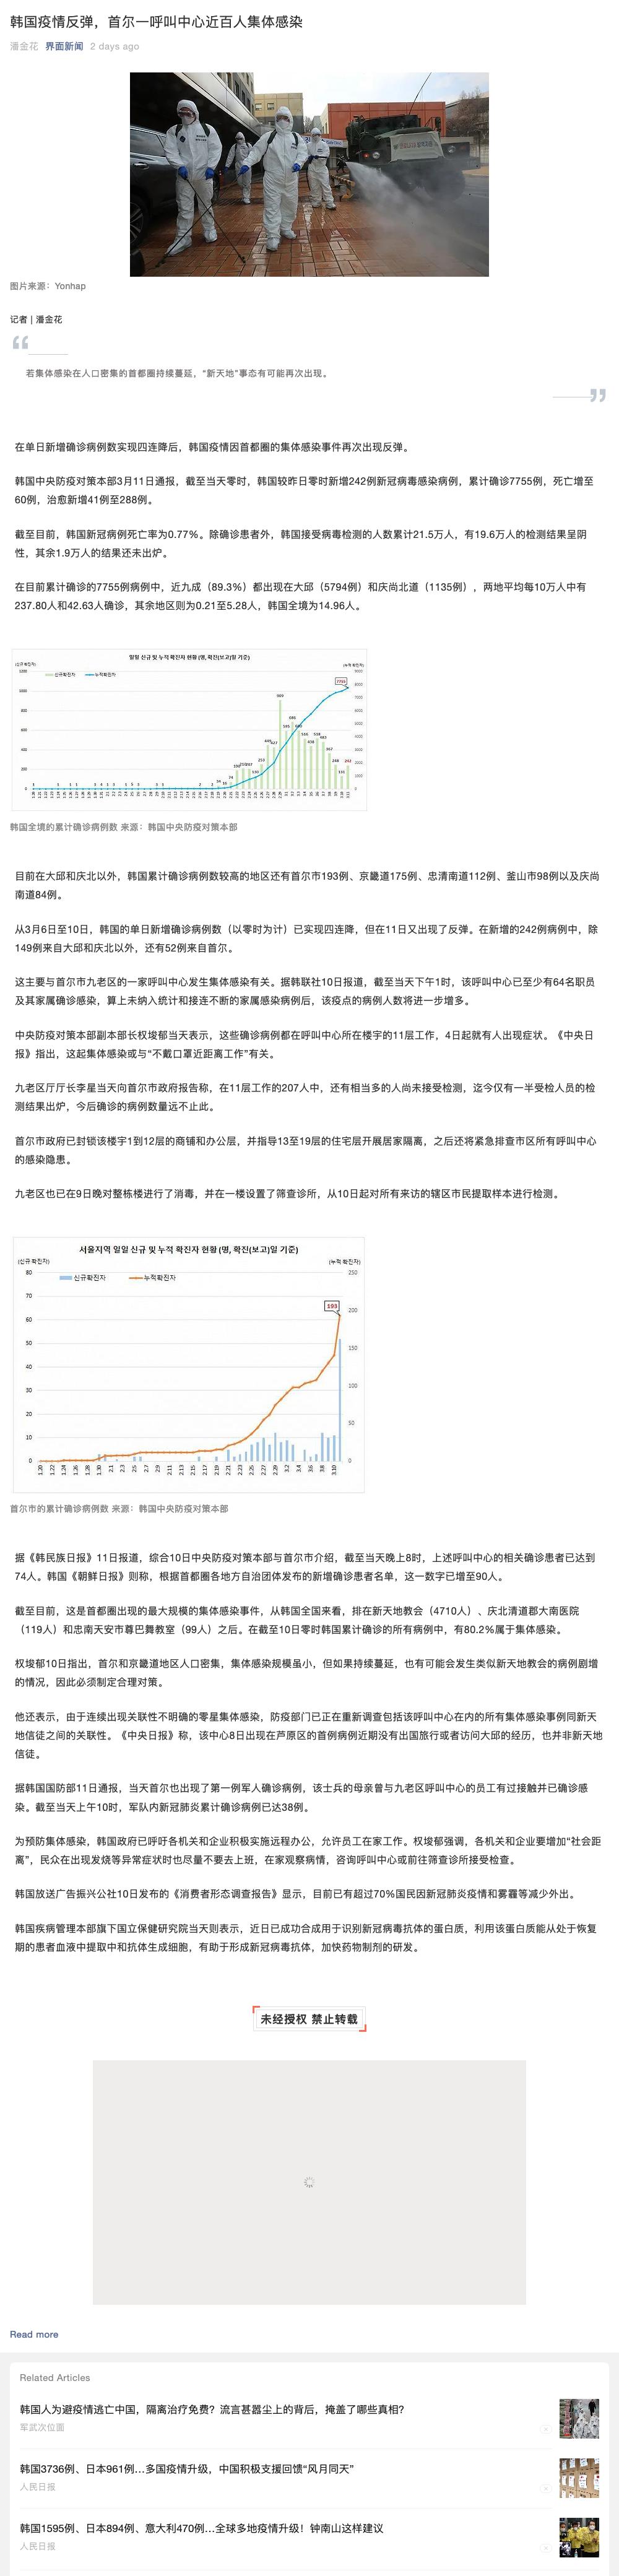 韩国疫情反弹，首尔一呼叫中心近百人集体感染
潘金花 界面新闻 2 days ago
图片来源：Yonhap
记者 | 潘金花
若集体感染在人口密集的首都圈持续蔓延，“新天地”事态有可能再次出现。
在单日新增确诊病例数实现四连降后，韩国疫情因首都圈的集体感染事件再次出现反弹。
韩国中央防疫对策本部3月11日通报，截至当天零时，韩国较昨日零时新增242例新冠病毒感染病例，累计确诊7755例，死亡增至
60例，治愈新增41例至288例。
截至目前，韩国新冠病例死亡率为0.77%。除确诊患者外，韩国接受病毒检测的人数累计21.5万人，有19.6万人的检测结果呈阴
性，其余1.9万人的结果还未出炉。
在目前累计确诊的7755例病例中，近九成（89.3%）都出现在大邱（5794例）和庆尚北道（1135例），两地平均每10万人中有
237.80人和42.63人确诊，其余地区则为0.21至5.28人，韩国全境为14.96人。
일일 신규 및 누적 확진자 현황 (명, 확진(보고)일 기준)
(신규확진자) (누적 확진자)
신규확진자 누적확진자
7755
韩国全境的累计确诊病例数 来源：韩国中央防疫对策本部
目前在大邱和庆北以外，韩国累计确诊病例数较高的地区还有首尔市193例、京畿道175例、忠清南道112例、釜山市98例以及庆尚
南道84例。
从3月6日至10日，韩国的单日新增确诊病例数（以零时为计）已实现四连降，但在11日又出现了反弹。在新增的242例病例中，除
149例来自大邱和庆北以外，还有52例来自首尔。
这主要与首尔市九老区的一家呼叫中心发生集体感染有关。据韩联社10日报道，截至当天下午1时，该呼叫中心已至少有64名职员
及其家属确诊感染，算上未纳入统计和接连不断的家属感染病例后，该疫点的病例人数将进一步增多。
中央防疫对策本部副本部长权埈郁当天表示，这些确诊病例都在呼叫中心所在楼宇的11层工作，4日起就有人出现症状。《中央日
报》指出，这起集体感染或与“不戴口罩近距离工作”有关。
九老区厅厅长李星当天向首尔市政府报告称，在11层工作的207人中，还有相当多的人尚未接受检测，迄今仅有一半受检人员的检
测结果出炉，今后确诊的病例数量远不止此。
首尔市政府已封锁该楼宇1到12层的商铺和办公层，并指导13至19层的住宅层开展居家隔离，之后还将紧急排查市区所有呼叫中心
的感染隐患。
九老区也已在9日晚对整栋楼进行了消毒，并在一楼设置了筛查诊所，从10日起对所有来访的辖区市民提取样本进行检测。
서울지역 일일 신규 및 누적 확진자 현황 (명, 확진(보고)일 기준)
(신규확진자) (누적 확진자)
신규확진자 누적확진자
80 250
70
193
200
60
50 150
40
100
30
20
50
10
0 0
1.20 1.22 1.24 1.26 1.28 1.30 2.1 2.3 2.5 2.7 2.9 2.11 2.13 2.15 2.17 2.19 2.21 2.23 2.25 2.27 2.29 3.2 3.4 3.6 3.8 3.10
首尔市的累计确诊病例数 来源：韩国中央防疫对策本部
据《韩民族日报》11日报道，综合10日中央防疫对策本部与首尔市介绍，截至当天晚上8时，上述呼叫中心的相关确诊患者已达到
74人。韩国《朝鲜日报》则称，根据首都圈各地方自治团体发布的新增确诊患者名单，这一数字已增至90人。
截至目前，这是首都圈出现的最大规模的集体感染事件，从韩国全国来看，排在新天地教会（4710人）、庆北清道郡大南医院
（119人）和忠南天安市尊巴舞教室（99人）之后。在截至10日零时韩国累计确诊的所有病例中，有80.2%属于集体感染。
权埈郁10日指出，首尔和京畿道地区人口密集，集体感染规模虽小，但如果持续蔓延，也有可能会发生类似新天地教会的病例剧增
的情况，因此必须制定合理对策。
他还表示，由于连续出现关联性不明确的零星集体感染，防疫部门已正在重新调查包括该呼叫中心在内的所有集体感染事例同新天
地信徒之间的关联性。《中央日报》称，该中心8日出现在芦原区的首例病例近期没有出国旅行或者访问大邱的经历，也并非新天地
信徒。
据韩国国防部11日通报，当天首尔也出现了第一例军人确诊病例，该士兵的母亲曾与九老区呼叫中心的员工有过接触并已确诊感
染。截至当天上午10时，军队内新冠肺炎累计确诊病例已达38例。
为预防集体感染，韩国政府已呼吁各机关和企业积极实施远程办公，允许员工在家工作。权埈郁强调，各机关和企业要增加“社会距
离”，民众在出现发烧等异常症状时也尽量不要去上班，在家观察病情，咨询呼叫中心或前往筛查诊所接受检查。
韩国放送广告振兴公社10日发布的《消费者形态调查报告》显示，目前已有超过70%国民因新冠肺炎疫情和雾霾等减少外出。
韩国疾病管理本部旗下国立保健研究院当天则表示，近日已成功合成用于识别新冠病毒抗体的蛋白质，利用该蛋白质能从处于恢复
期的患者血液中提取中和抗体生成细胞，有助于形成新冠病毒抗体，加快药物制剂的研发。
未经授权 禁止转载
Read more
Related Articles
韩国人为避疫情逃亡中国，隔离治疗免费？流言甚嚣尘上的背后，掩盖了哪些真相？
军武次位面
韩国3736例、日本961例…多国疫情升级，中国积极支援回馈“风月同天”
人民日报
韩国1595例、日本894例、意大利470例…全球多地疫情升级！钟南山这样建议
人民日报